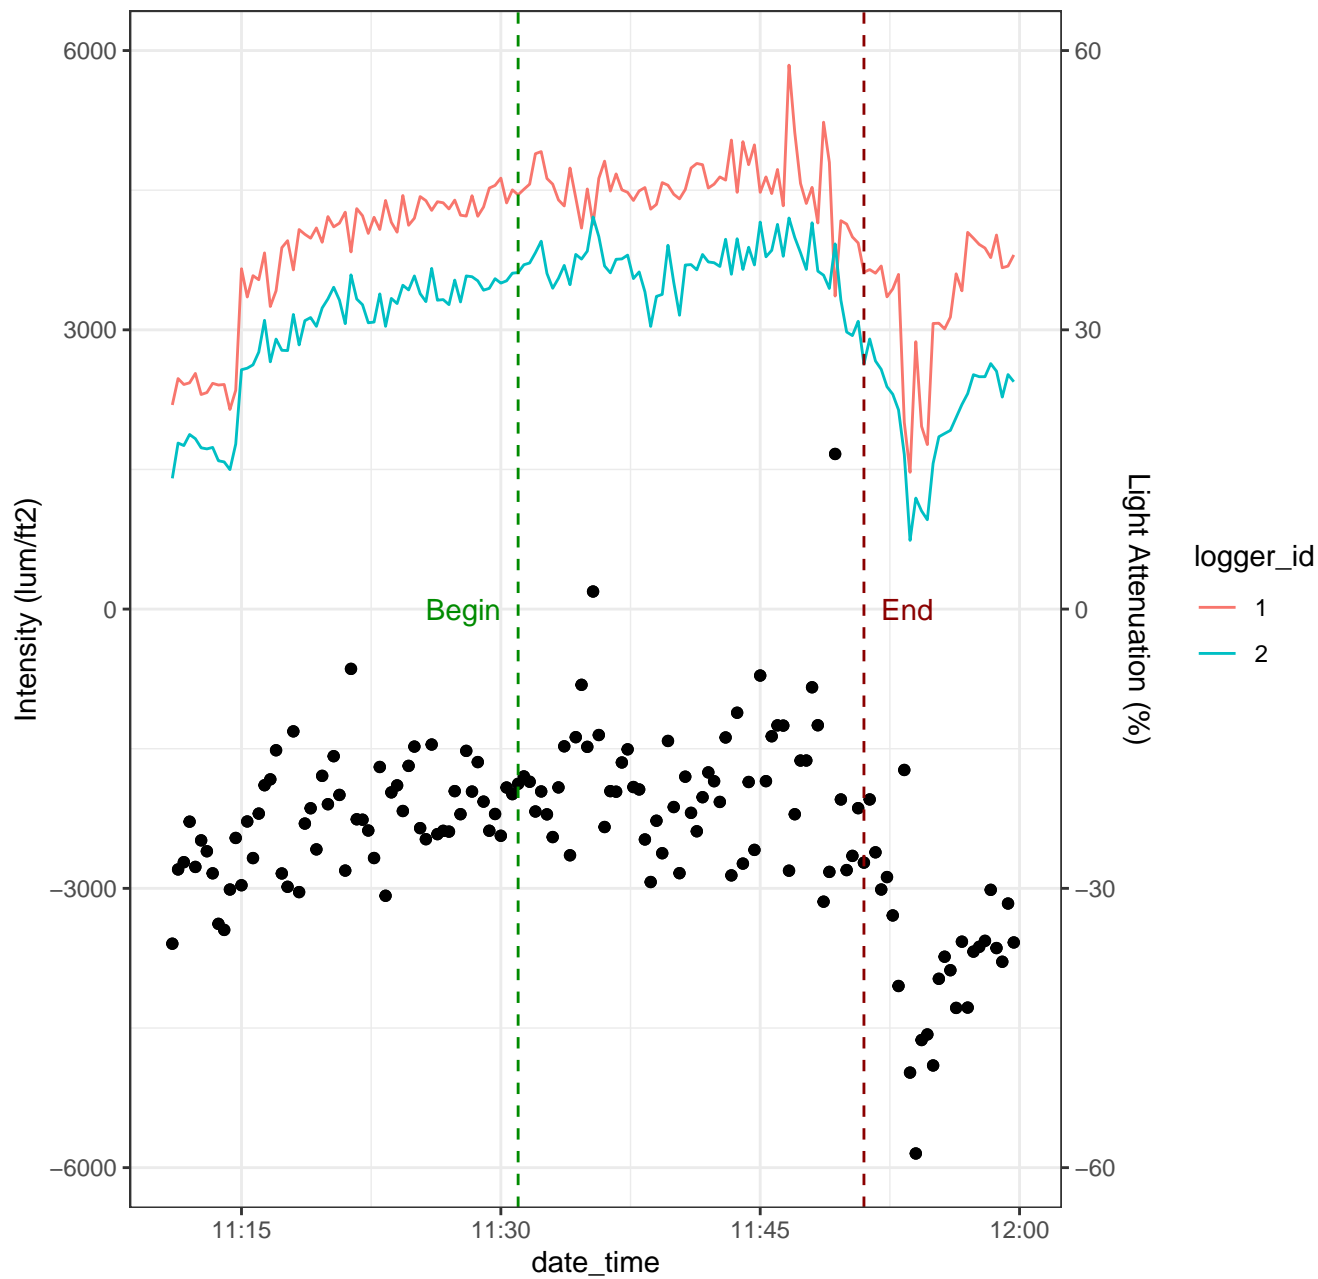 6000
3000
0
−3000
−6000
Intensity (lum/ft2)
60
30
0
−30
−60
Light Attenuation (%)
Begin
End
11:15
11:30
11:45
12:00
date_time
logger_id
1
2